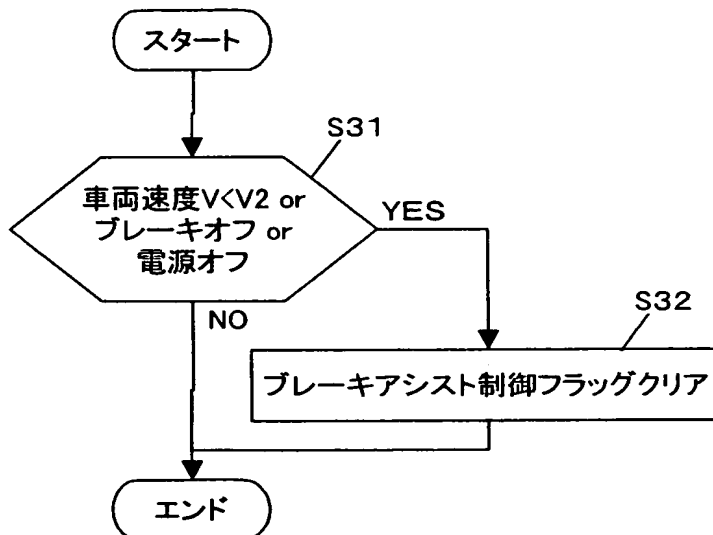 スタート
S31
車両速度V<V2 or
ブレーキオフ or
電源オフ
YES
NO
S32
ブレーキアシスト制御フラッグクリア
エンド